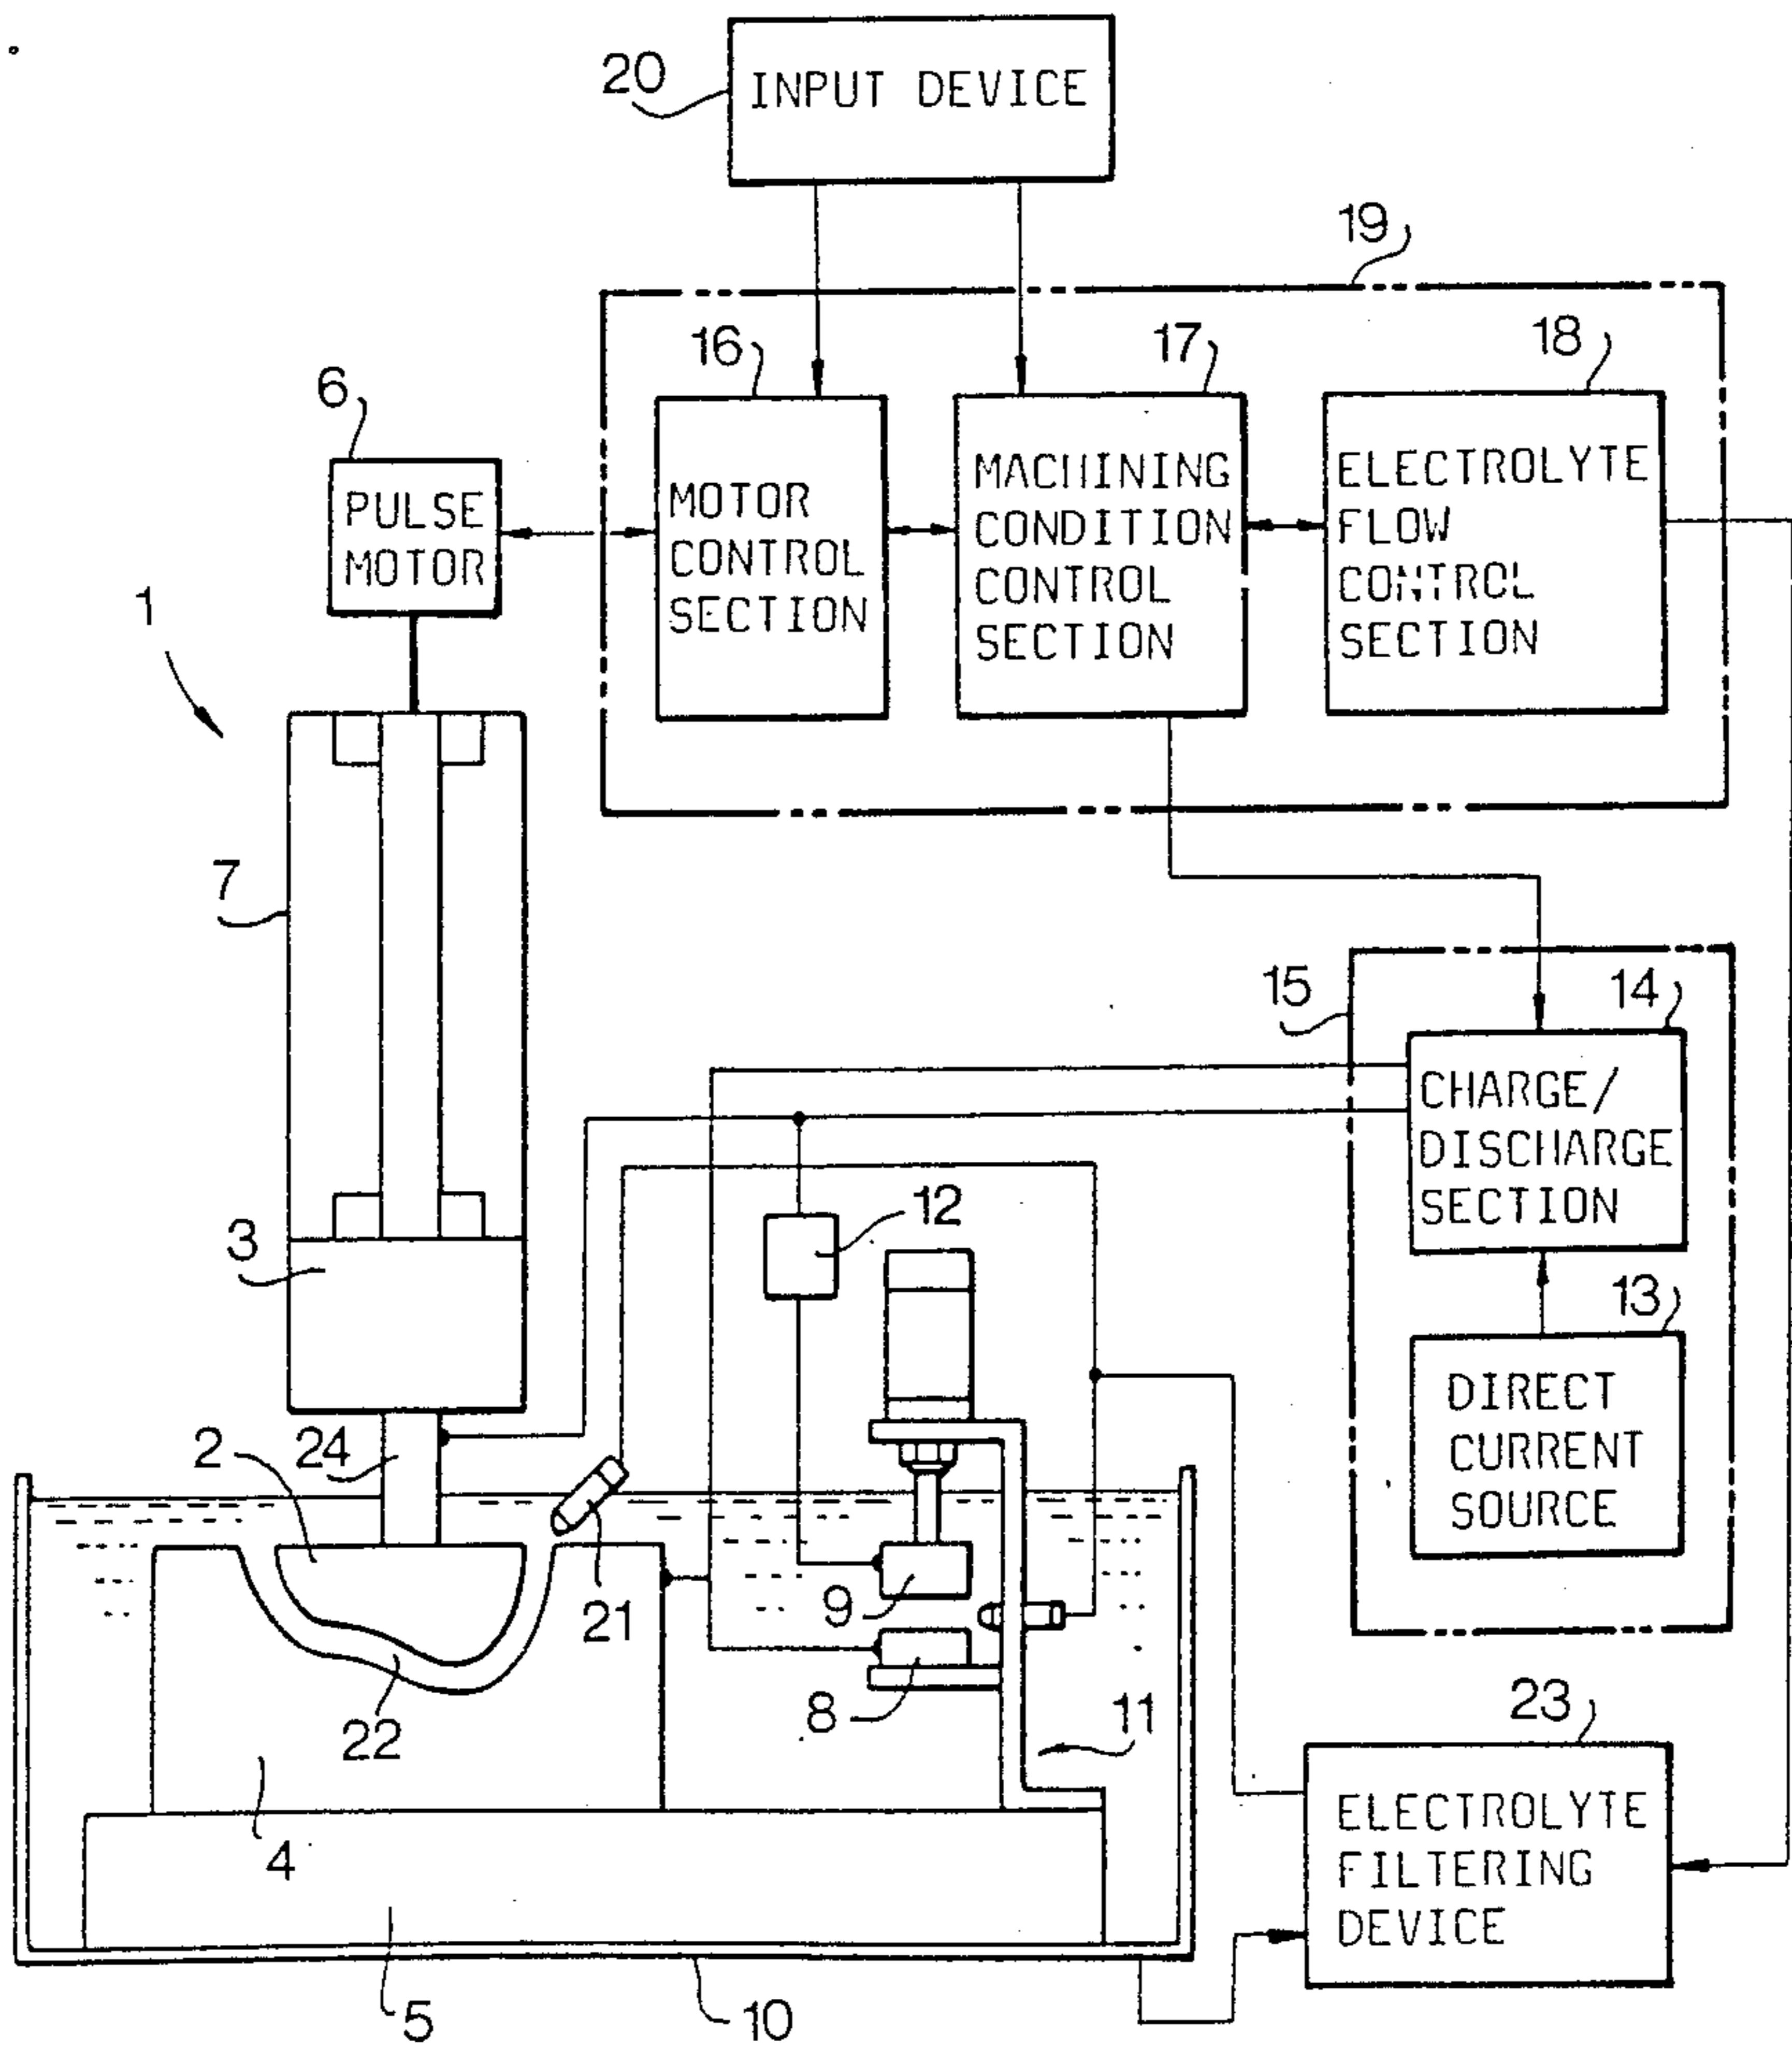 20
INPUT DEVICE
19
16
17
18
6
PULSE
MOTOR
MOTOR
CONTROL
SECTION
MACHINING
CONDITION
CONTROL
SECTION
ELECTROLYTE
FLOW
CONTROL
SECTION
1
7
15
14
CHARGE/
DISCHARGE
SECTION
12
3
13
DIRECT
CURRENT
SOURCE
2
24
21
9
8
22
11
23
ELECTROLYTE
FILTERING
DEVICE
4
5
10